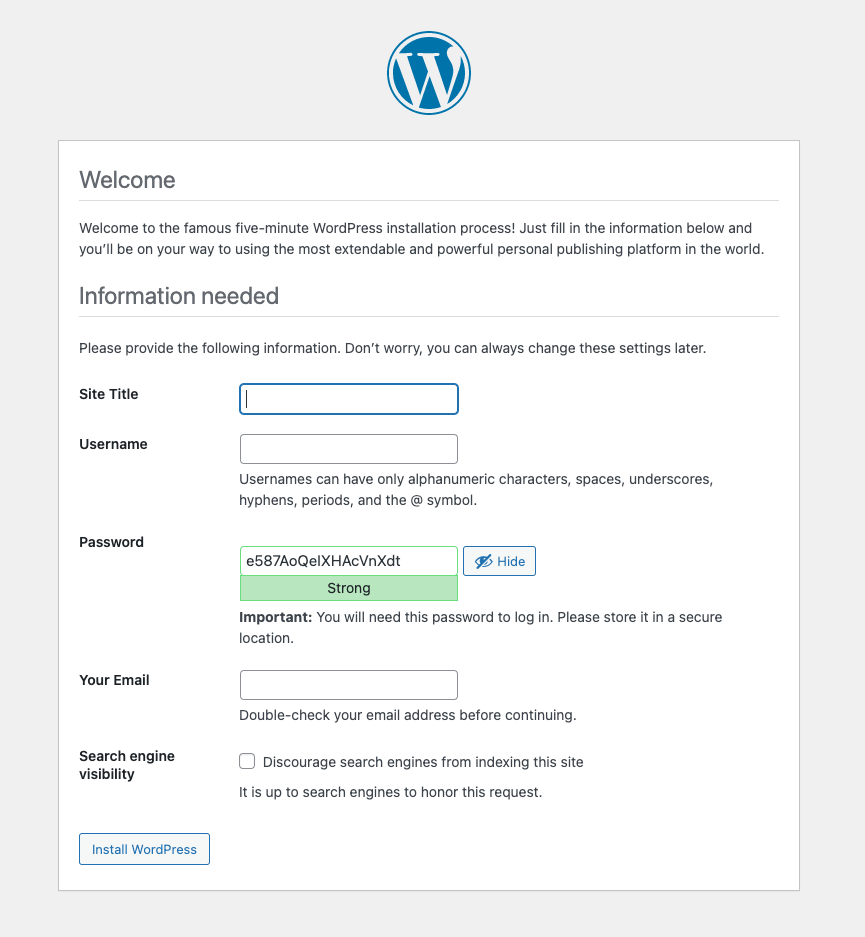 Welcome
Welcome to the famous five-minute WordPress installation process! Just fill in the information below and
you’ll be on your way to using the most extendable and powerful personal publishing platform in the world.
Information needed
Please provide the following information. Don’t worry, you can always change these settings later.
Site Title
Username
Usernames can have only alphanumeric characters, spaces, underscores,
hyphens, periods, and the @ symbol.
Password
e587AoQeIXHAcVnXdt
Hide
Strong
Important: You will need this password to log in. Please store it in a secure
location.
Your Email
Double-check your email address before continuing.
Search engine
visibility
Discourage search engines from indexing this site
It is up to search engines to honor this request.
Install WordPress